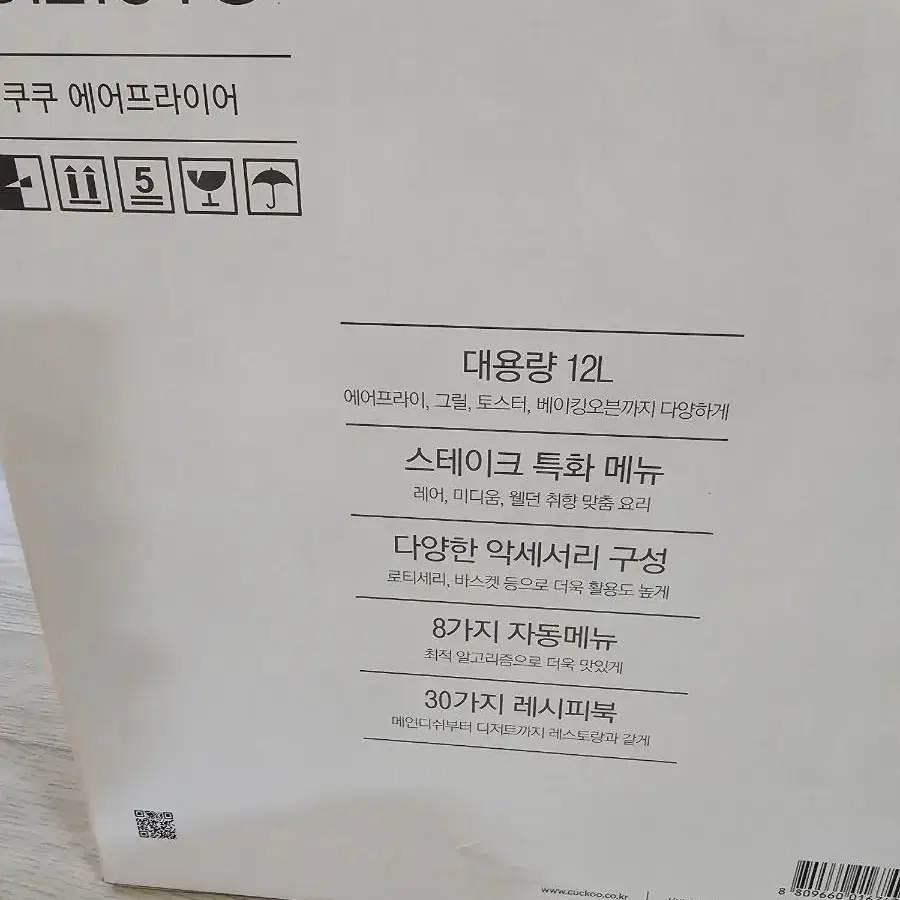 쿠쿠 에어프라이어
5
대용량 12L
에어프라이, 그릴, 토스터, 베이킹오븐까지 다양하게
스테이크 특화 메뉴
레어, 미디움, 웰던 취향 맞춤 요리
다양한 악세서리 구성
로티세리, 바스켓 등으로 더욱 활용도 높게
8가지 자동메뉴
최적 알고리즘으로 더욱 맛있게
30가지 레시피북
메인디쉬부터 디저트까지 레스토랑과 같게
www.cuckoo.co.kr
8 809660